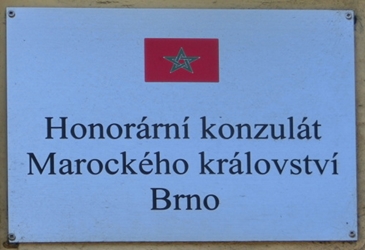 Honorární konzulát
Marockého království
Brno